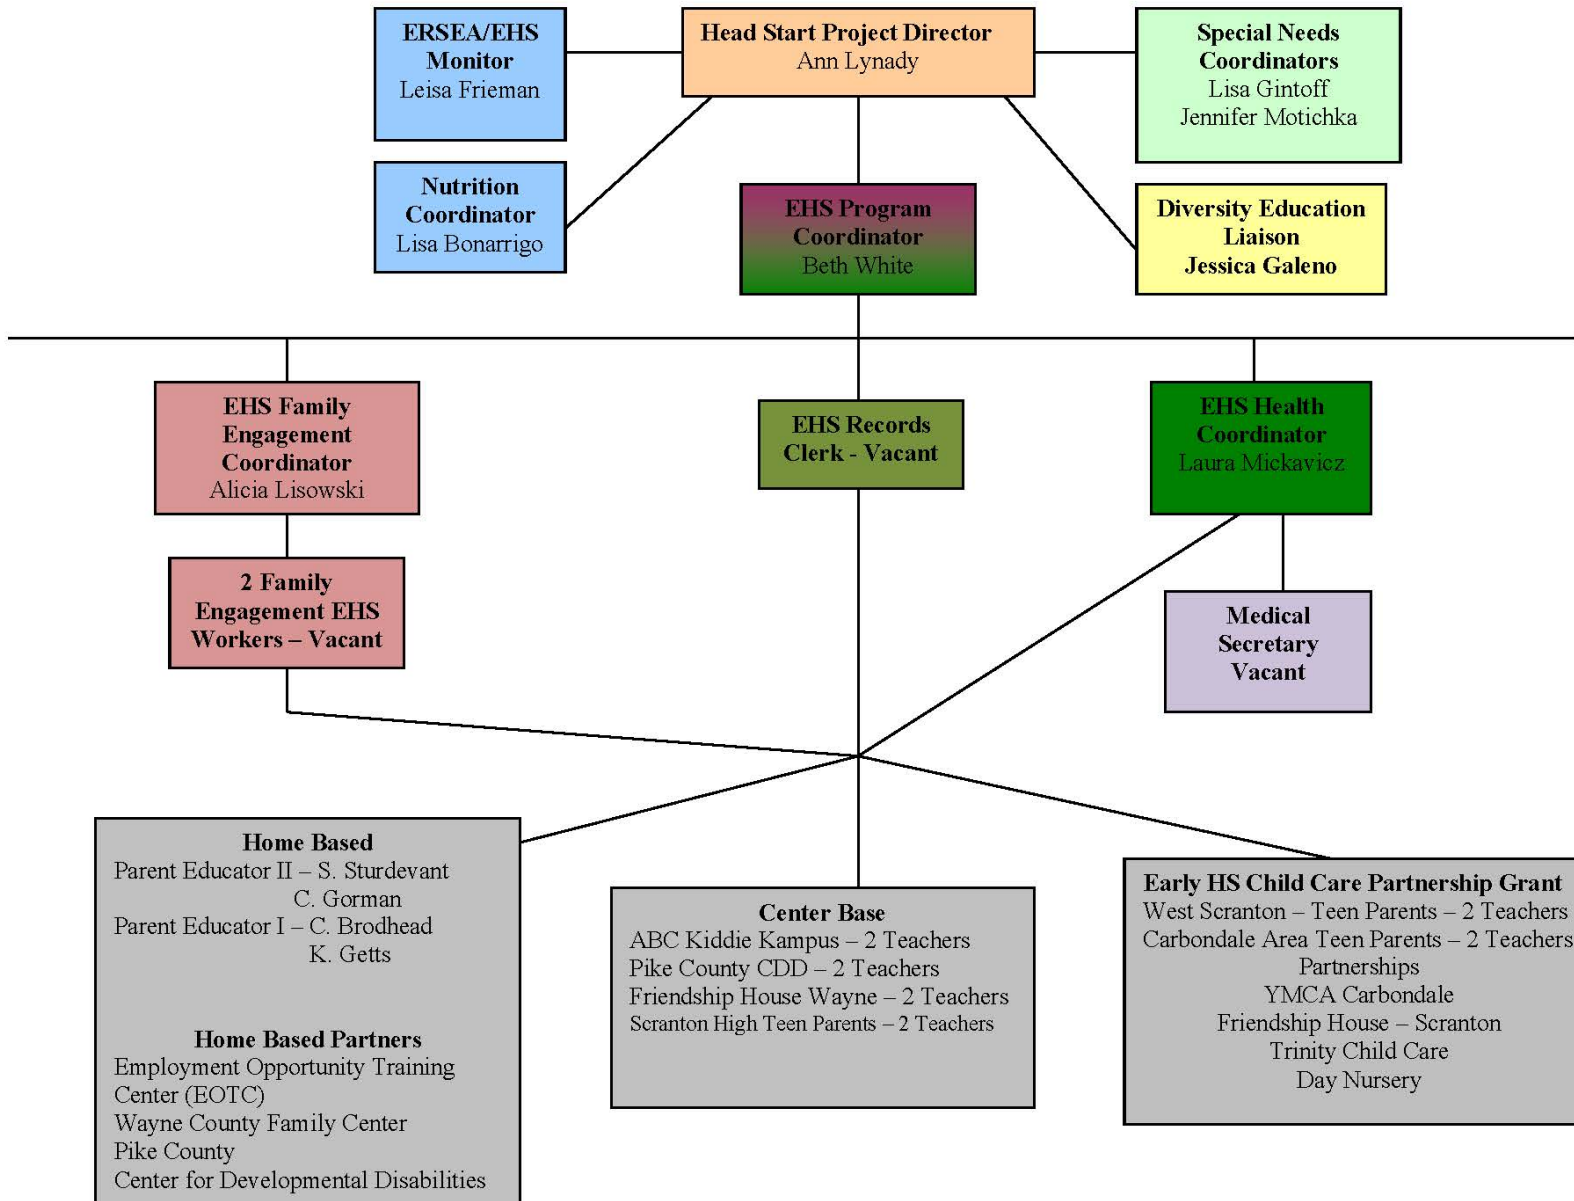 ERSEA/EHS
Monitor
Leisa Frieman
Head Start Project Director
Ann Lynady
Special Needs
Coordinators
Lisa Gintoff
Jennifer Motichka
Nutrition
Coordinator
Lisa Bonarrigo
EHS Program
Coordinator
Beth White
Diversity Education
Liaison
Jessica Galeno
EHS Family
Engagement
Coordinator
Alicia Lisowski
EHS Records
Clerk - Vacant
EHS Health
Coordinator
Laura Mickavicz
2 Family
Engagement EHS
Workers – Vacant
Medical
Secretary
Vacant
Home Based
Parent Educator II – S. Sturdevant
C. Gorman
Parent Educator I – C. Brodhead
K. Getts
Home Based Partners
Employment Opportunity Training
Center (EOTC)
Wayne County Family Center
Pike County
Center for Developmental Disabilities
Center Base
ABC Kiddie Kampus – 2 Teachers
Pike County CDD – 2 Teachers
Friendship House Wayne – 2 Teachers
Scranton High Teen Parents – 2 Teachers
Early HS Child Care Partnership Grant
West Scranton – Teen Parents – 2 Teachers
Carbondale Area Teen Parents – 2 Teachers
Partnerships
YMCA Carbondale
Friendship House – Scranton
Trinity Child Care
Day Nursery